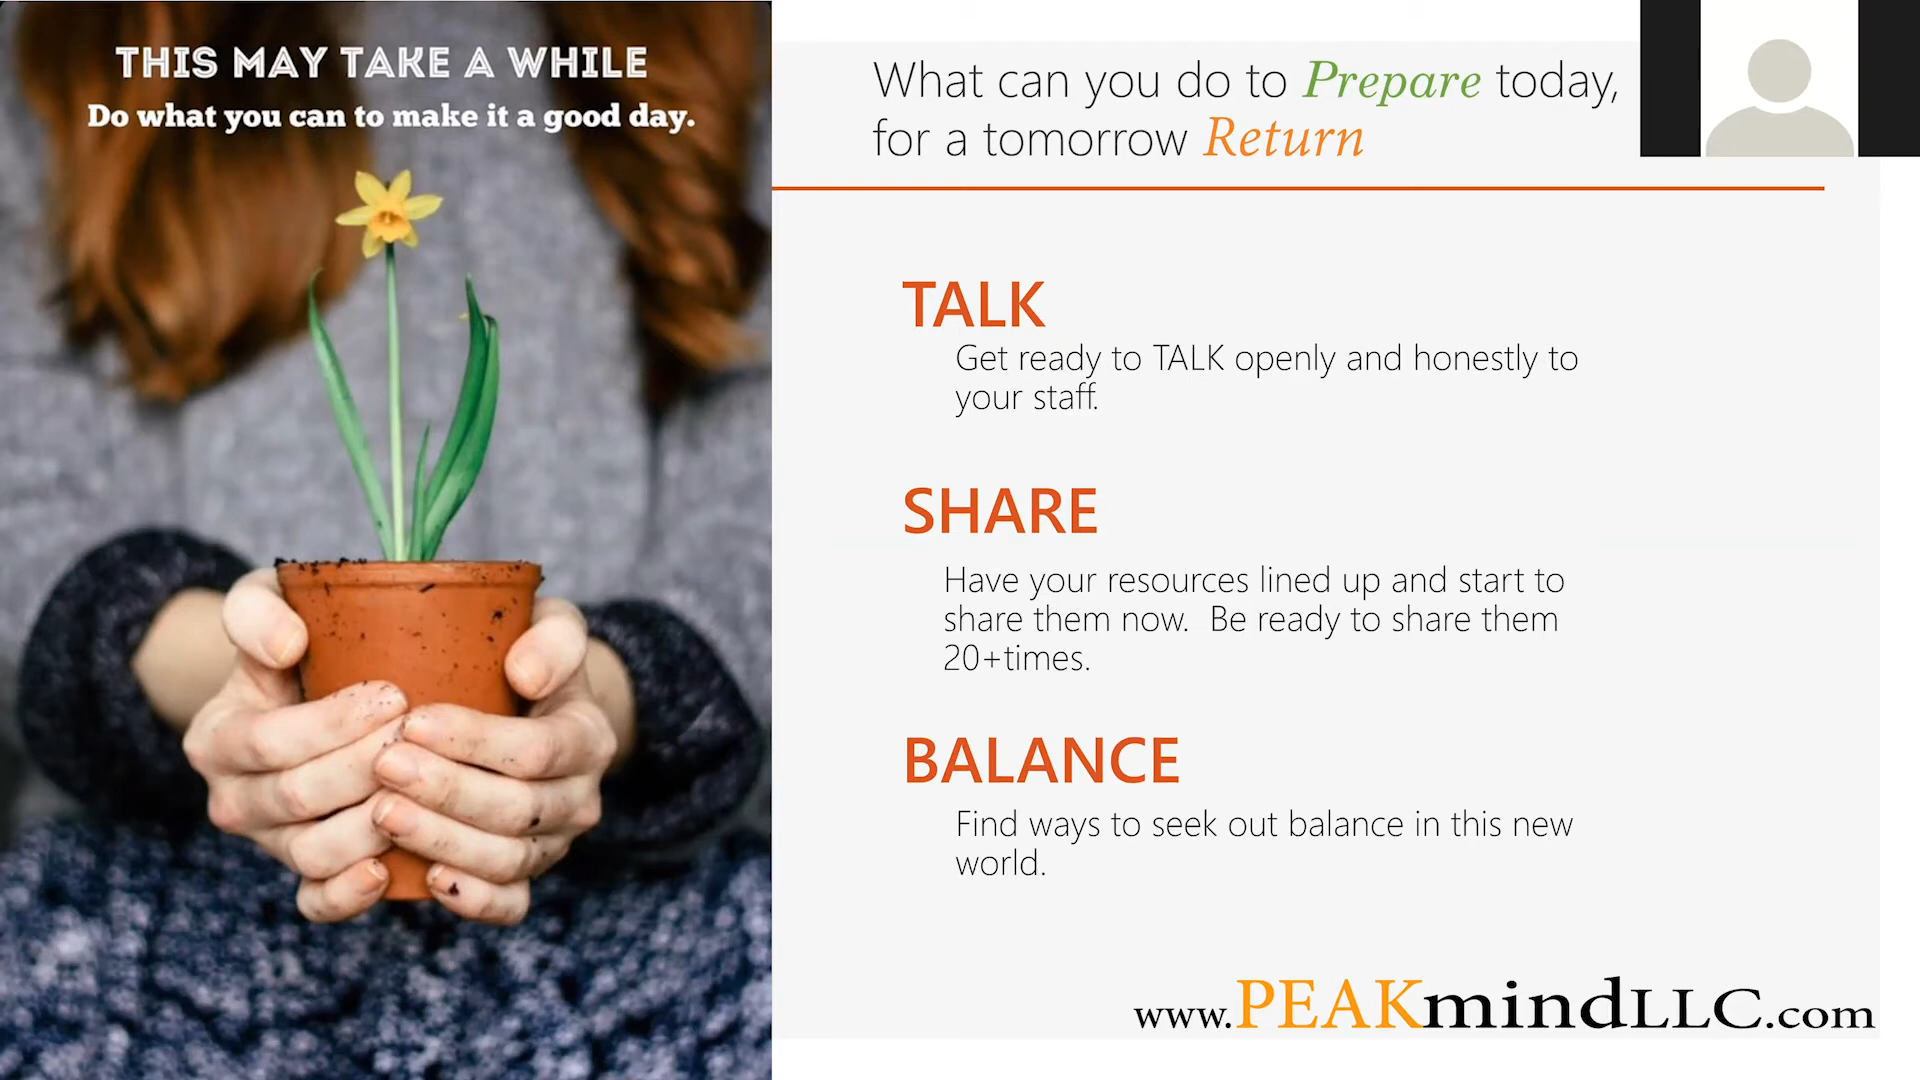 THIS MAY TAKE A WHILE
Do what you can to make it a good day.
What can you do to Prepare today,
for a tomorrow Return
TALK
Get ready to TALK openly and honestly to
your staff.
SHARE
Have your resources lined up and start to
share them now.  Be ready to share them
20+times.
BALANCE
Find ways to seek out balance in this new
world.
www.PEAKmindLLC.com